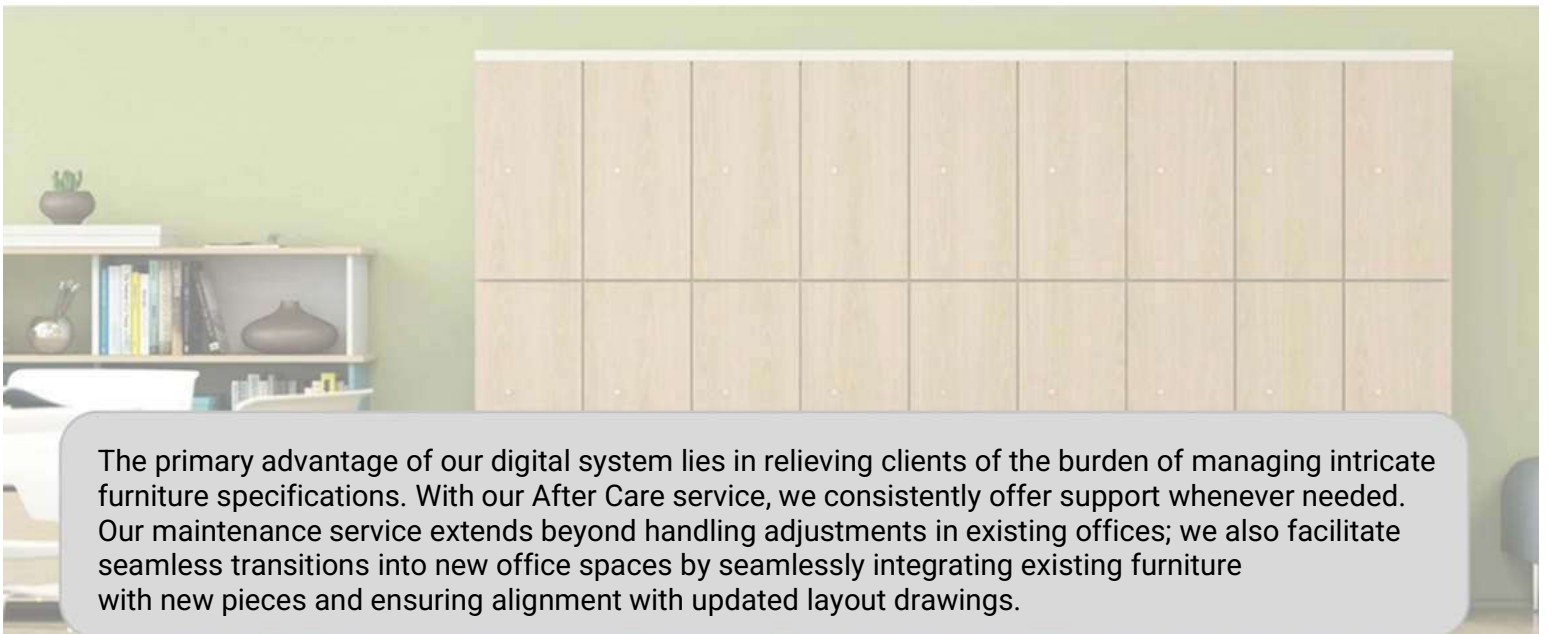 The primary advantage of our digital system lies in relieving clients of the burden of managing intricate
furniture specifications. With our After Care service, we consistently offer support whenever needed.
Our maintenance service extends beyond handling adjustments in existing offices; we also facilitate
seamless transitions into new office spaces by seamlessly integrating existing furniture
with new pieces and ensuring alignment with updated layout drawings.